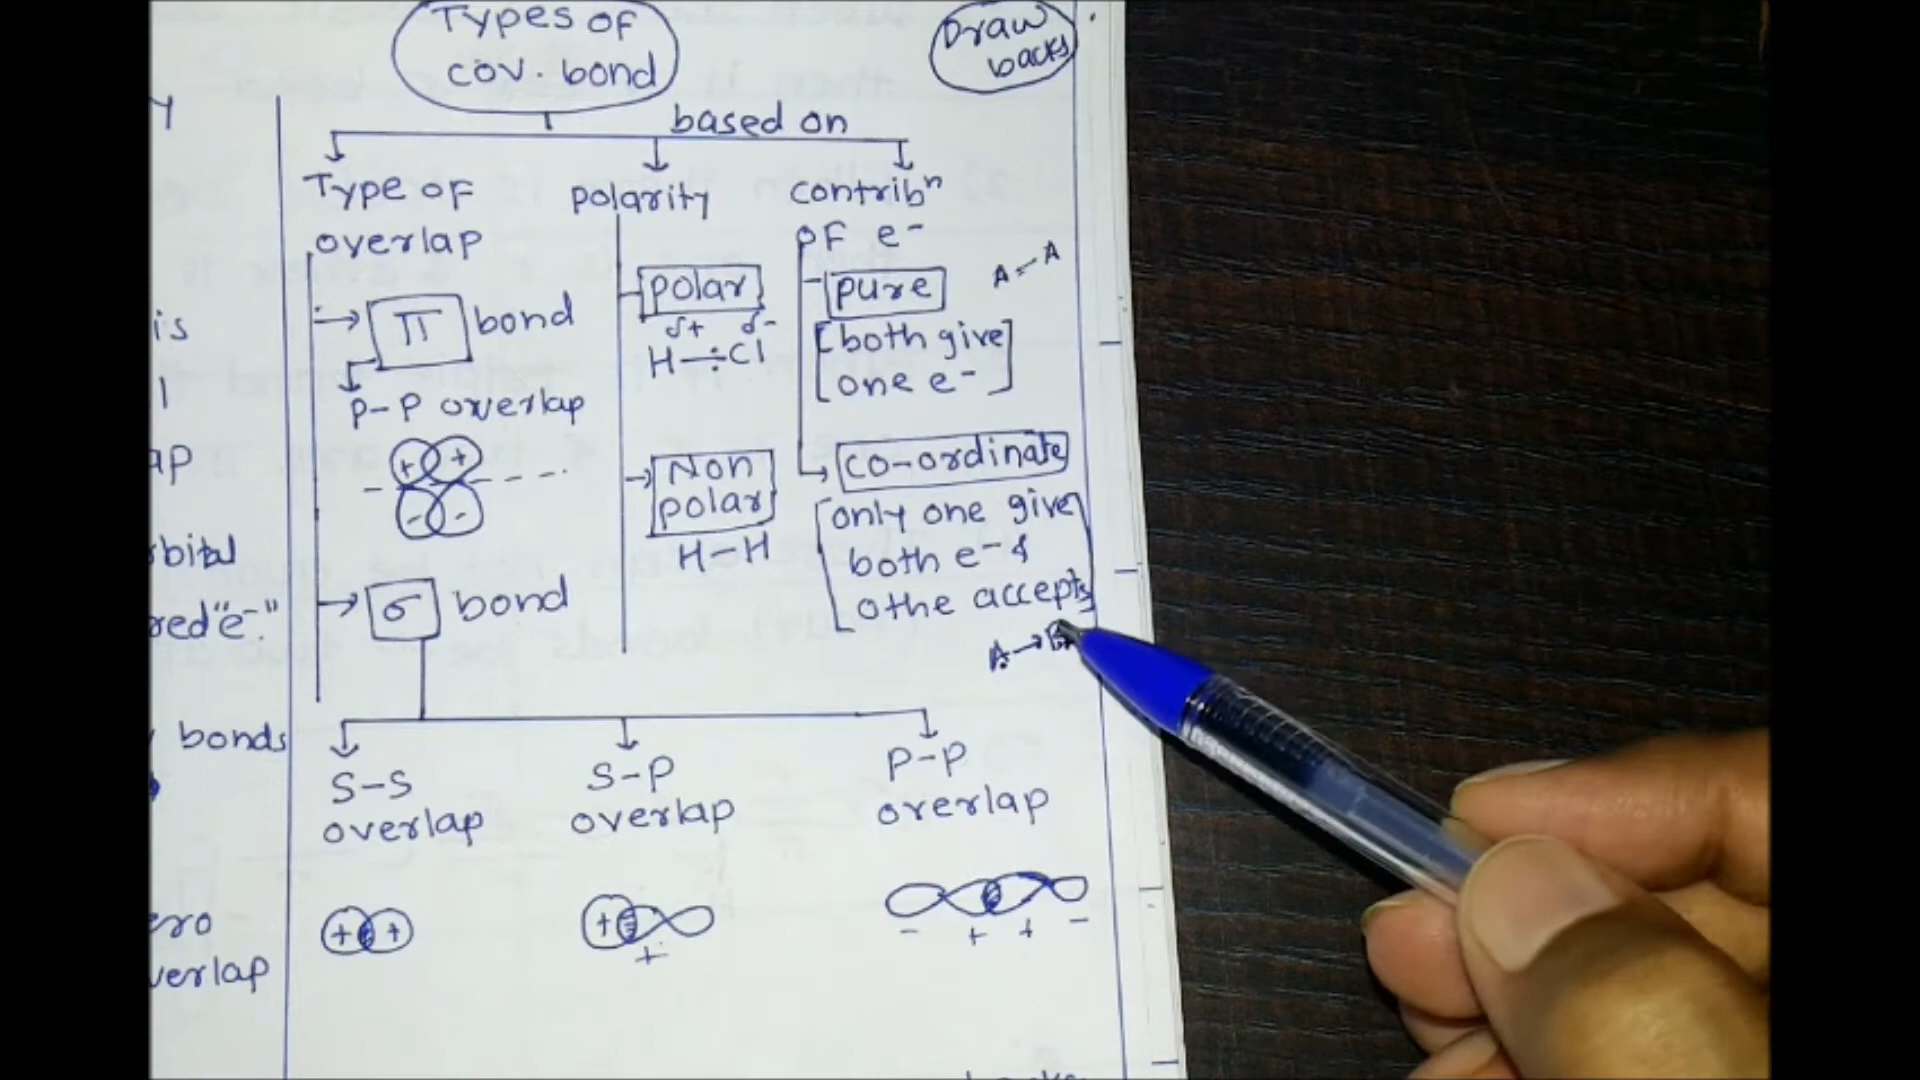 Types of
cov. bond
Draw
backs
based on
Type of
overlap
π bond
P-P overlap
+ +
- -
σ bond
polarity
polar
δ+ δ-
H÷Cl
Non
polar
H-H
contribⁿ
of e-
pure
A - A
[both give
one e-]
co-ordinate
[only one give
both e- &
othe accepts]
A → B
S-S
overlap
+ +
S-P
overlap
+
+
P-P
overlap
- + + -
y
is
l
ap
rbital
red "e-"
bonds
ero
verlap